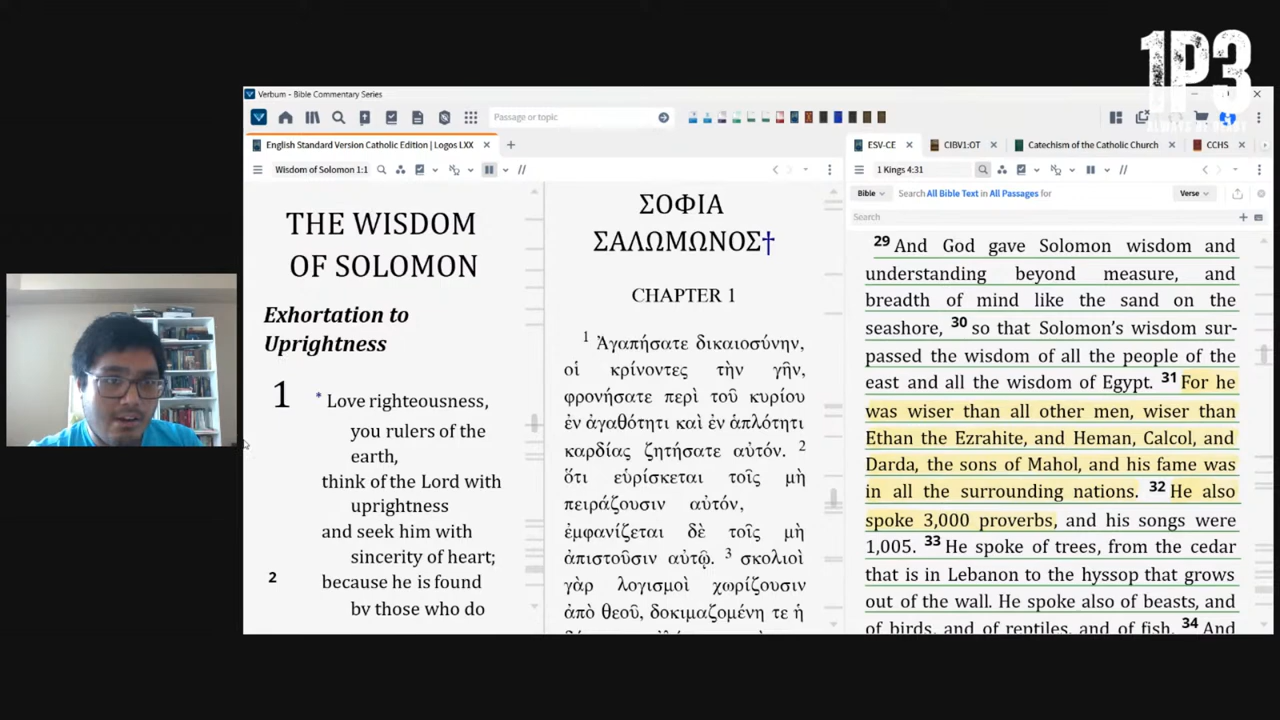 1P3
ALWAYS BE READY
Verbum - Bible Commentary Series
Passage or topic
English Standard Version Catholic Edition | Logos LXX
Wisdom of Solomon 1:1
THE WISDOM
OF SOLOMON
Exhortation to
Uprightness
1 * Love righteousness,
you rulers of the
earth,
think of the Lord with
uprightness
and seek him with
sincerity of heart;
2 because he is found
by those who do
ΣΟΦΙΑ
ΣΑΛΩΜΩΝΟΣ†
CHAPTER 1
1 Ἀγαπήσατε δικαιοσύνην,
οἱ κρίνοντες τὴν γῆν,
φρονήσατε περὶ τοῦ κυρίου
ἐν ἀγαθότητι καὶ ἐν ἁπλότητι
καρδίας ζητήσατε αὐτόν. 2
ὅτι εὑρίσκεται τοῖς μὴ
πειράζουσιν αὐτόν,
ἐμφανίζεται δὲ τοῖς μὴ
ἀπιστοῦσιν αὐτῷ. 3 σκολιοὶ
γὰρ λογισμοὶ χωρίζουσιν
ἀπὸ θεοῦ, δοκιμαζομένη τε ἡ
ESV-CE
CIBV1:OT
Catechism of the Catholic Church
CCHS
1 Kings 4:31
Bible
Search All Bible Text in All Passages for
Verse
Search
29 And God gave Solomon wisdom and
understanding beyond measure, and
breadth of mind like the sand on the
seashore, 30 so that Solomon's wisdom sur-
passed the wisdom of all the people of the
east and all the wisdom of Egypt. 31 For he
was wiser than all other men, wiser than
Ethan the Ezrahite, and Heman, Calcol, and
Darda, the sons of Mahol, and his fame was
in all the surrounding nations. 32 He also
spoke 3,000 proverbs, and his songs were
1,005. 33 He spoke of trees, from the cedar
that is in Lebanon to the hyssop that grows
out of the wall. He spoke also of beasts, and
of birds, and of reptiles, and of fish. 34 And